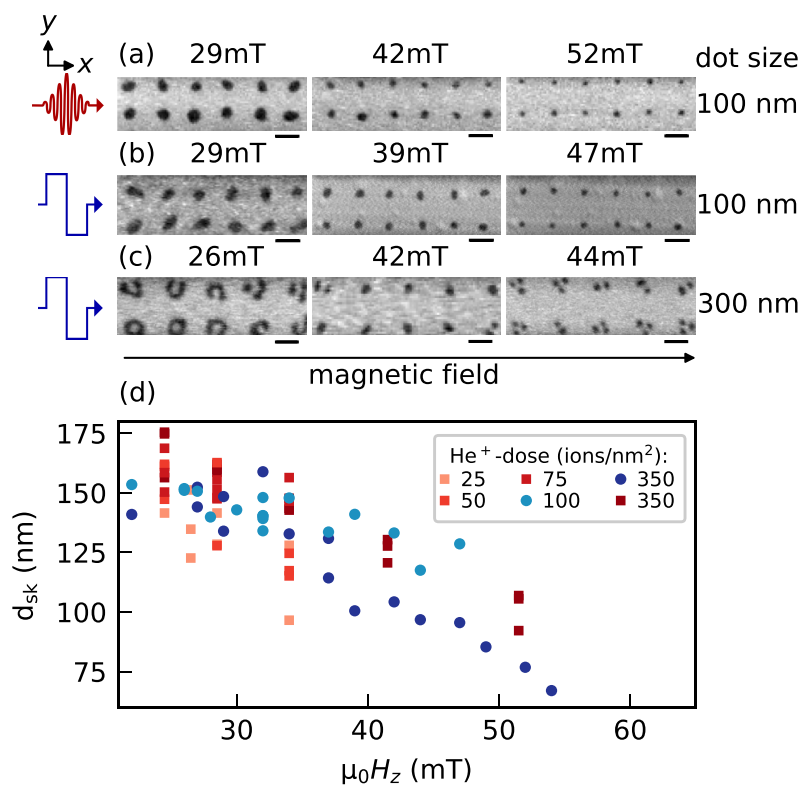 y
x
(a) 29mT 42mT 52mT dot size
100 nm
(b) 29mT 39mT 47mT
100 nm
(c) 26mT 42mT 44mT
300 nm
magnetic field
(d)
He⁺-dose (ions/nm²):
25 75 350
50 100 350
175
150
125
100
75
d_sk (nm)
30 40 50 60
μ₀H_z (mT)